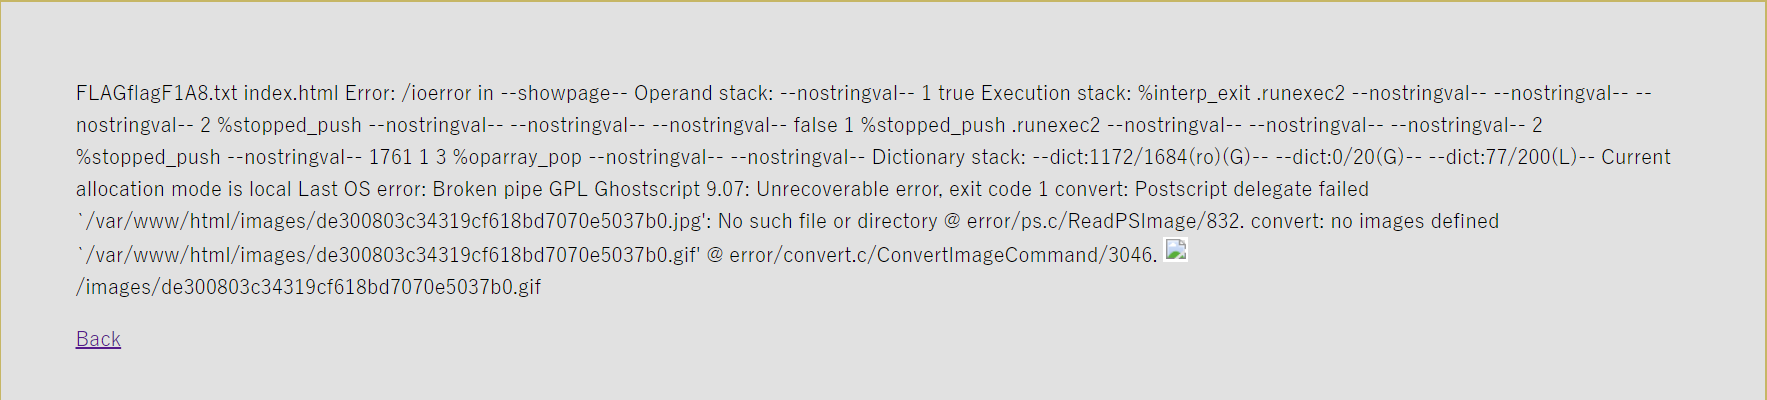 FLAGflagF1A8.txt index.html Error: /ioerror in --showpage-- Operand stack: --nostringval-- 1 true Execution stack: %interp_exit .runexec2 --nostringval-- --nostringval-- --
nostringval-- 2 %stopped_push --nostringval-- --nostringval-- --nostringval-- false 1 %stopped_push .runexec2 --nostringval-- --nostringval-- --nostringval-- 2
%stopped_push --nostringval-- 1761 1 3 %oparray_pop --nostringval-- --nostringval-- Dictionary stack: --dict:1172/1684(ro)(G)-- --dict:0/20(G)-- --dict:77/200(L)-- Current
allocation mode is local Last OS error: Broken pipe GPL Ghostscript 9.07: Unrecoverable error, exit code 1 convert: Postscript delegate failed
`/var/www/html/images/de300803c34319cf618bd7070e5037b0.jpg': No such file or directory @ error/ps.c/ReadPSImage/832. convert: no images defined
`/var/www/html/images/de300803c34319cf618bd7070e5037b0.gif' @ error/convert.c/ConvertImageCommand/3046.
/images/de300803c34319cf618bd7070e5037b0.gif
Back